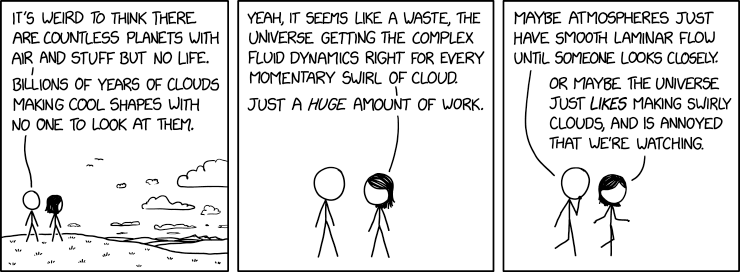 IT'S WEIRD TO THINK THERE
ARE COUNTLESS PLANETS WITH
AIR AND STUFF BUT NO LIFE.
BILLIONS OF YEARS OF CLOUDS
MAKING COOL SHAPES WITH
NO ONE TO LOOK AT THEM.
YEAH, IT SEEMS LIKE A WASTE, THE
UNIVERSE GETTING THE COMPLEX
FLUID DYNAMICS RIGHT FOR EVERY
MOMENTARY SWIRL OF CLOUD.
JUST A HUGE AMOUNT OF WORK.
MAYBE ATMOSPHERES JUST
HAVE SMOOTH LAMINAR FLOW
UNTIL SOMEONE LOOKS CLOSELY.
OR MAYBE THE UNIVERSE
JUST LIKES MAKING SWIRLY
CLOUDS, AND IS ANNOYED
THAT WE'RE WATCHING.